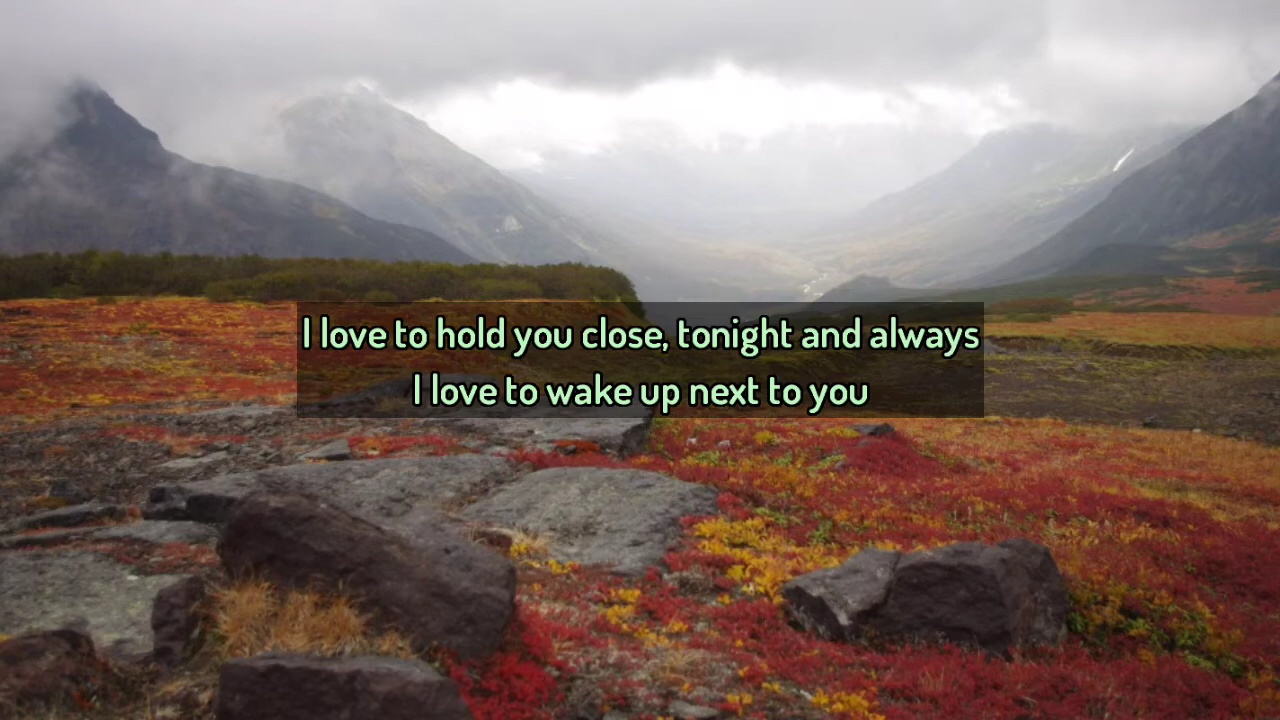 I love to hold you close, tonight and always
I love to wake up next to you